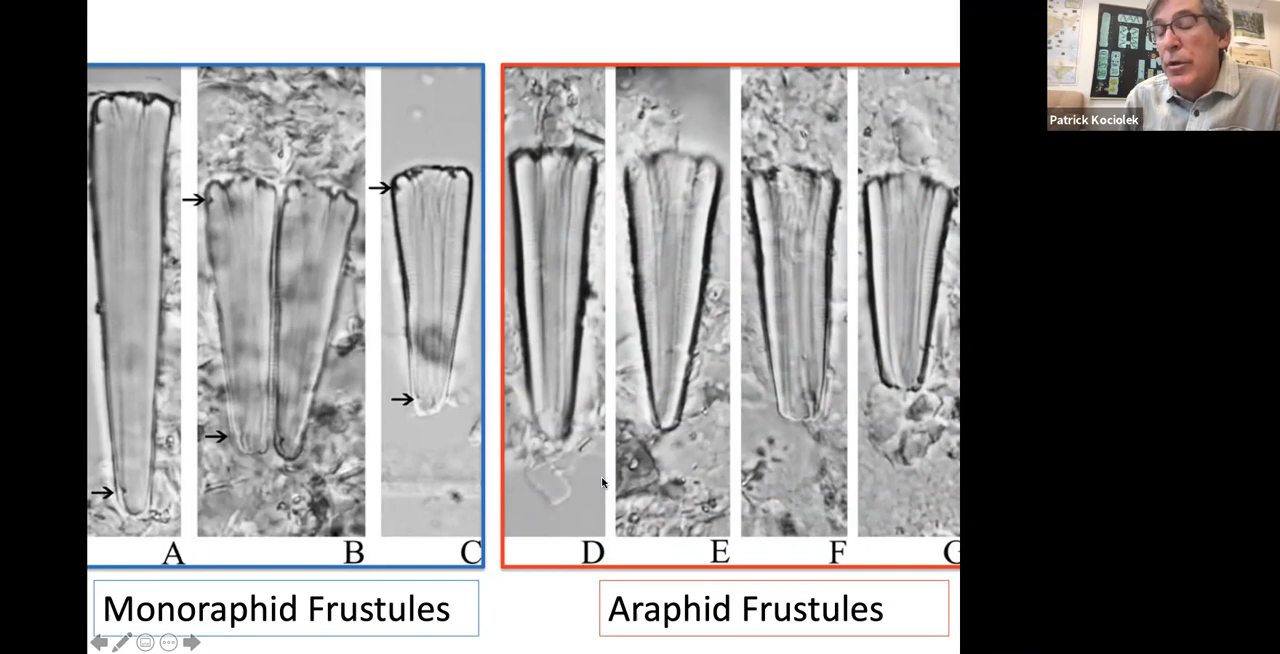 Patrick Kociolek
A
B
C
D
E
F
Monoraphid Frustules
Araphid Frustules